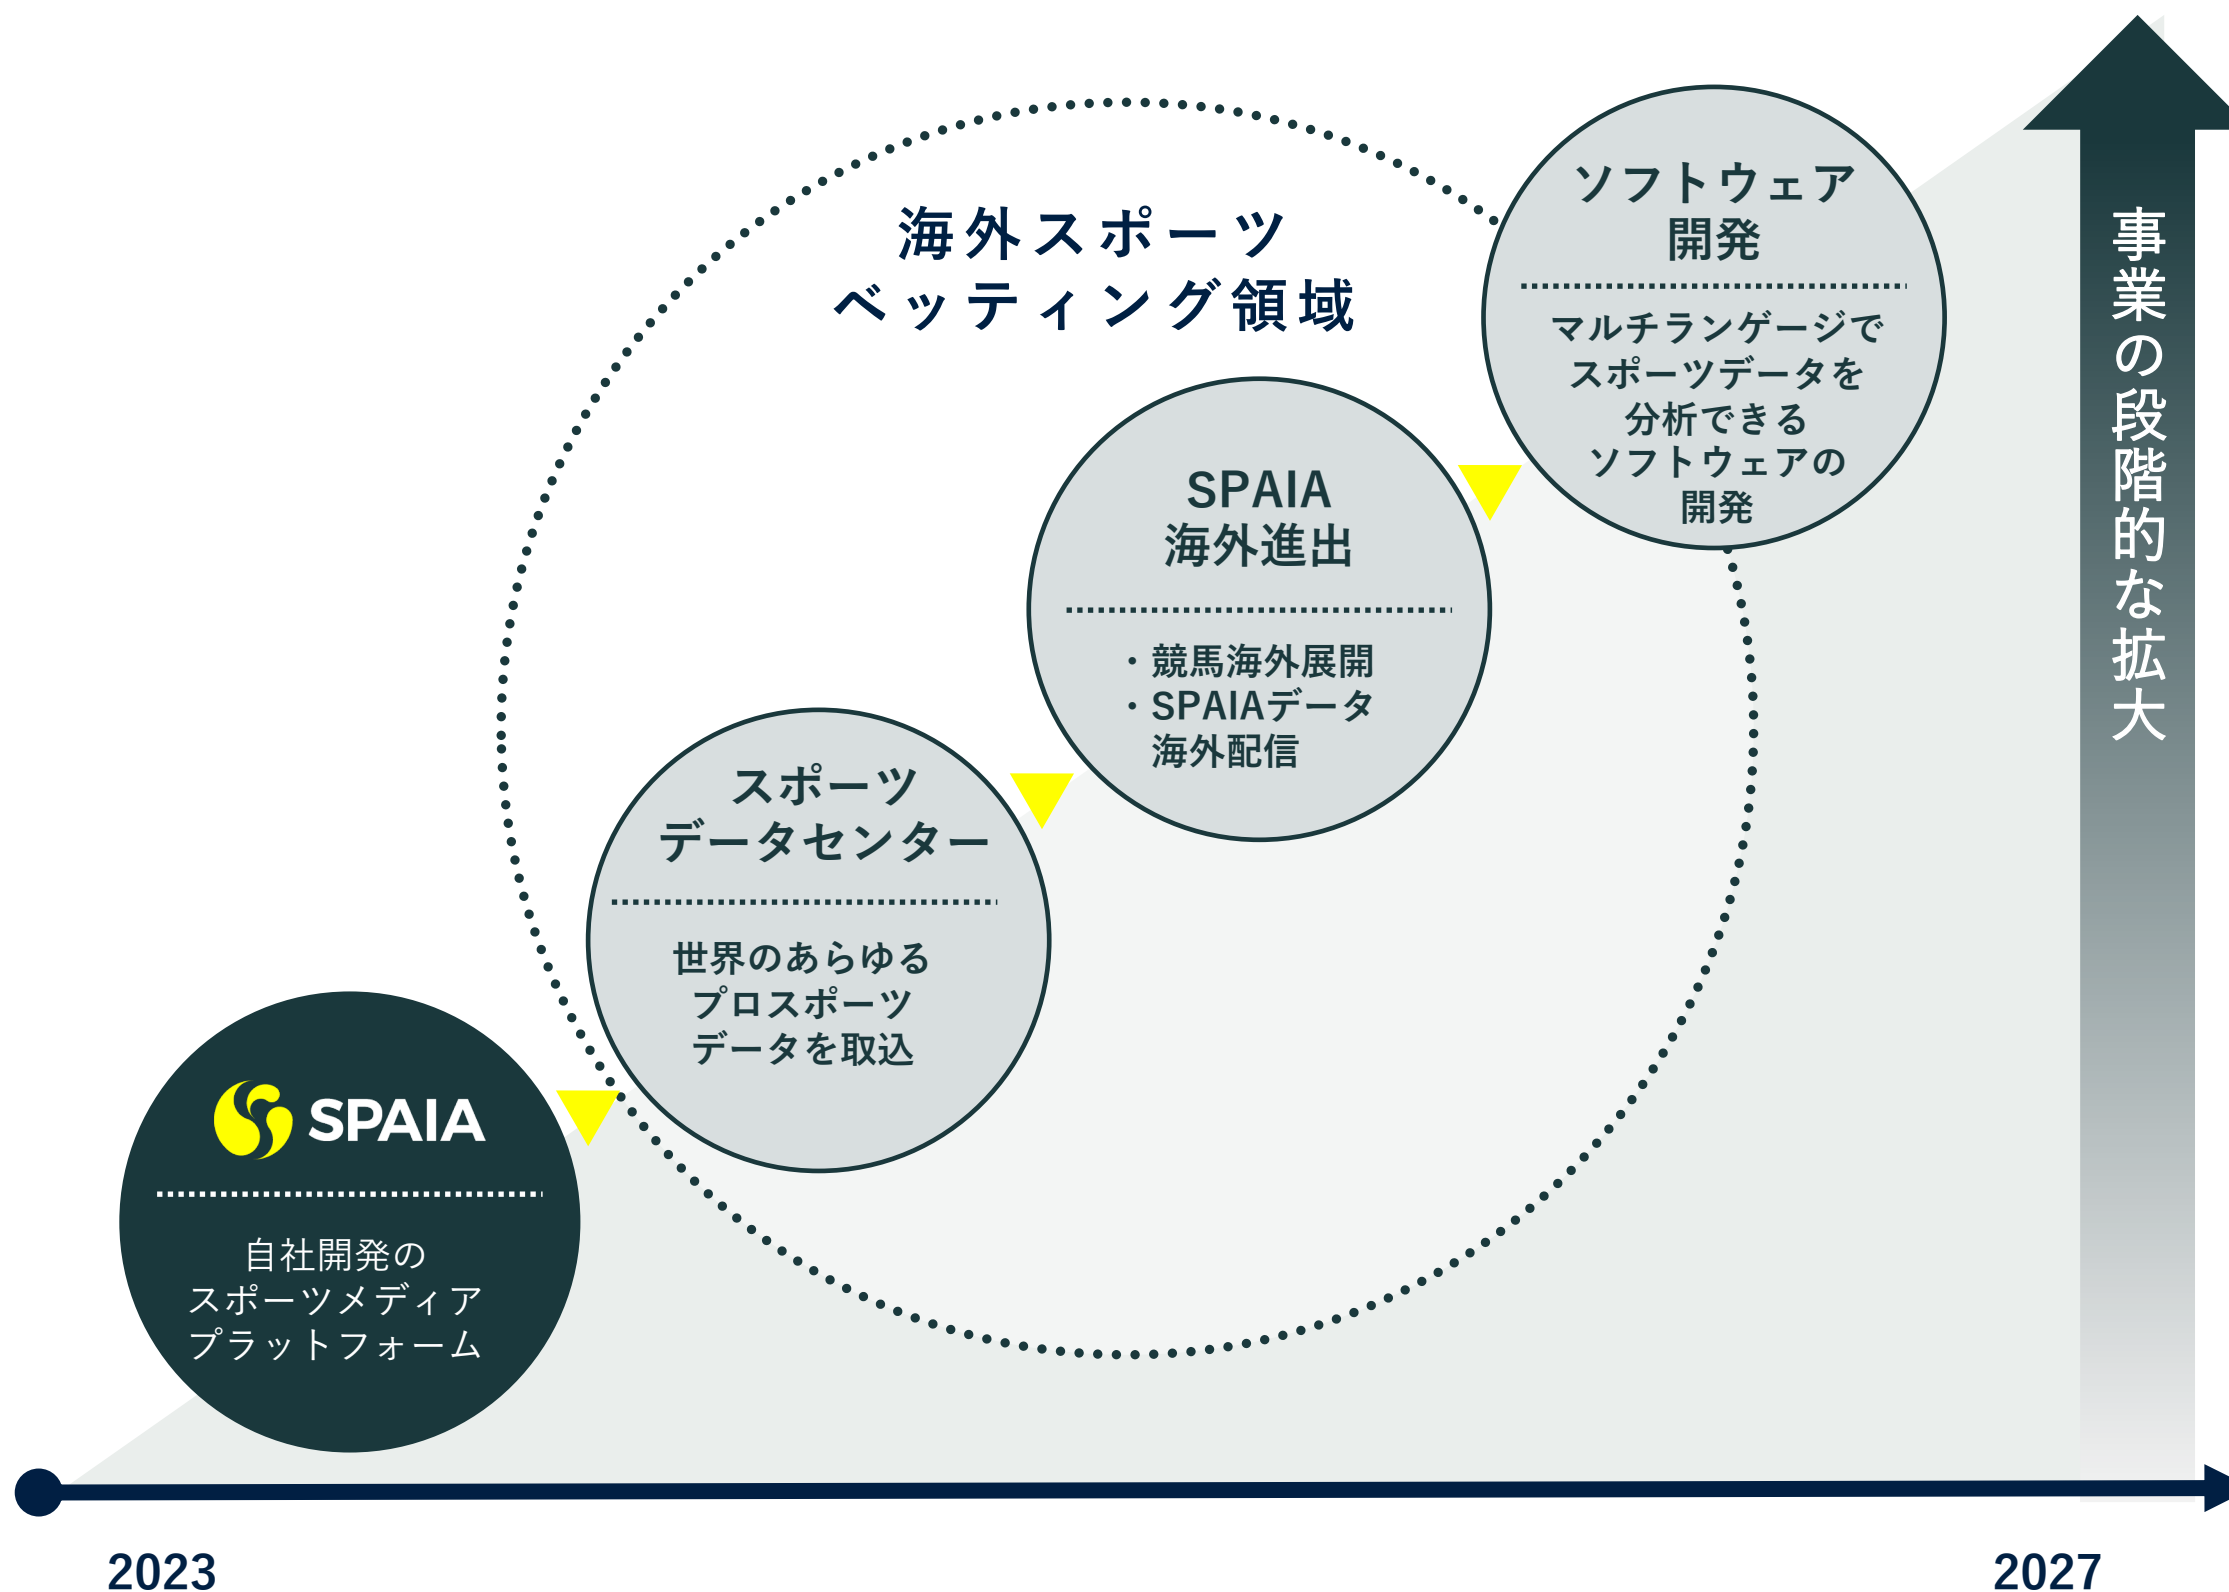 海外スポーツ
ベッティング領域
ソフトウェア
開発
マルチランゲージで
スポーツデータを
分析できる
ソフトウェアの
開発
SPAIA
海外進出
・競馬海外展開
・SPAIAデータ
海外配信
スポーツ
データセンター
世界のあらゆる
プロスポーツ
データを取込
SPAIA
自社開発の
スポーツメディア
プラットフォーム
事業の段階的な拡大
2023
2027